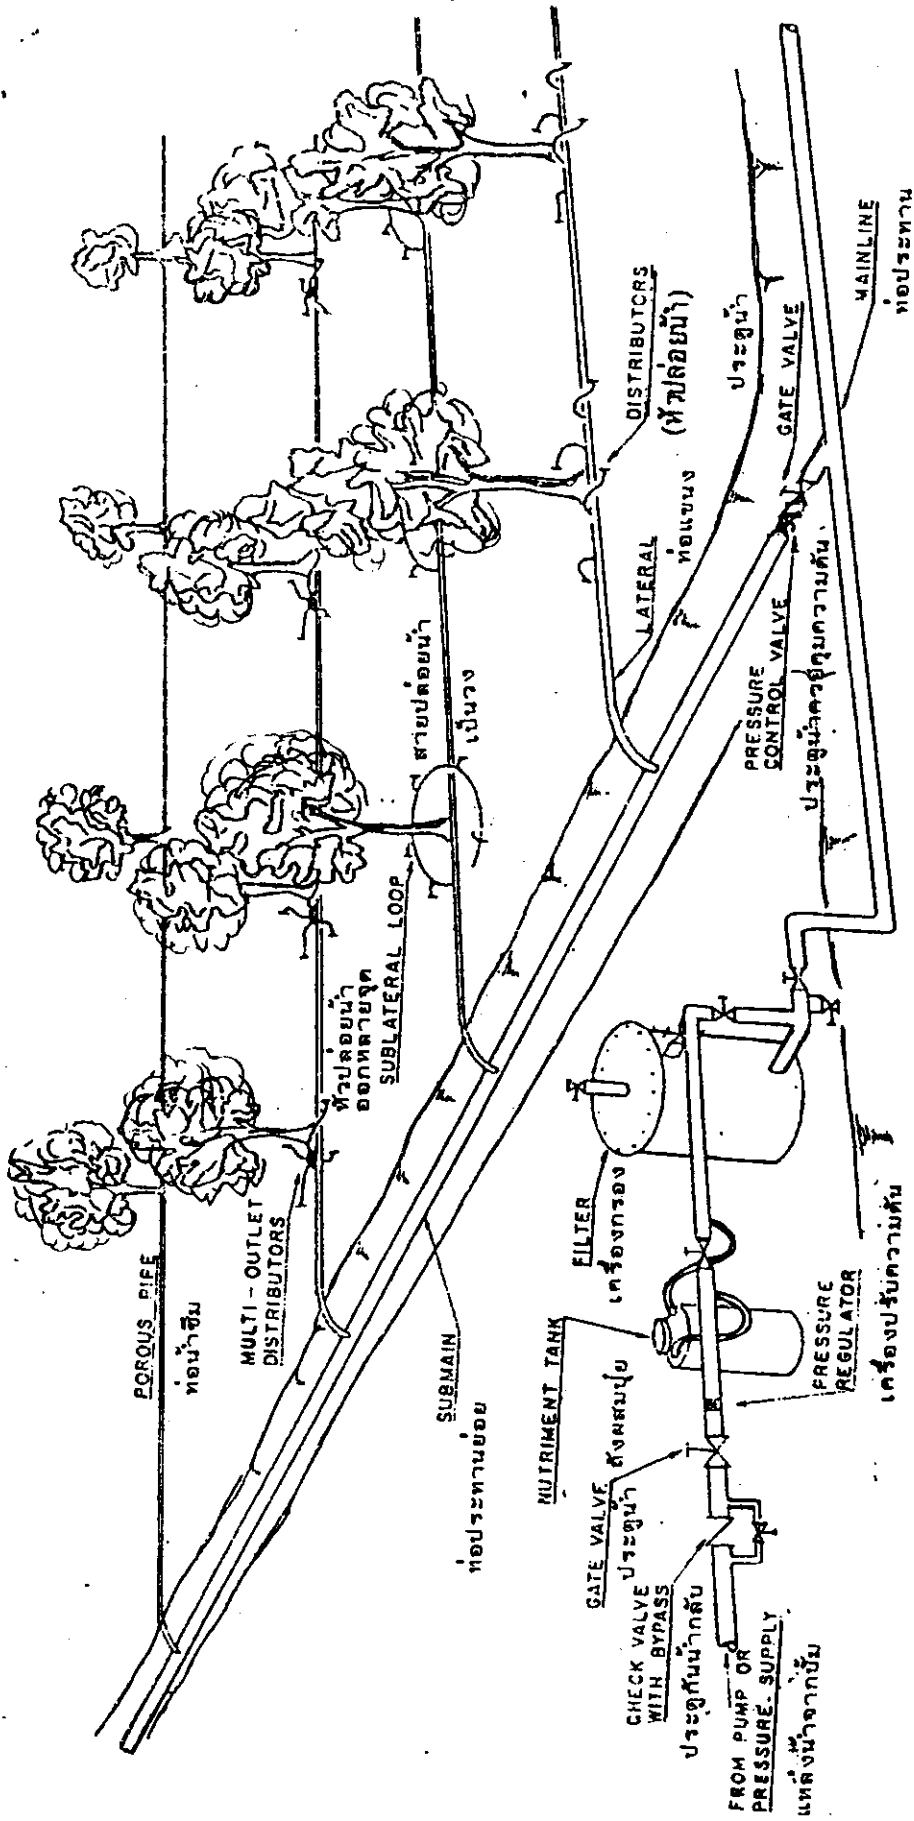 POROUS PIPE
ท่อน้ำซึม
MULTI-OUTLET
DISTRIBUTORS
หัวปล่อยน้ำ
ออกหลายจุด
SUBLATERAL LOOP
สายปล่อยน้ำ
เป็นวง
SUBMAIN
ท่อประทานย่อย
LATERAL
ท่อแขนง
DISTRIBUTORS
(หัวปล่อยน้ำ)
ประตูน้ำ
GATE VALVE
PRESSURE
CONTROL VALVE
ประตูน้ำควบคุมความดัน
MAINLINE
ท่อประทาน
FILTER
เครื่องกรอง
NUTRIMENT TANK
ถังผสมปุ๋ย
GATE VALVE
ประตูน้ำ
CHECK VALVE
WITH BYPASS
ประตูกันน้ำกลับ
FROM PUMP OR
PRESSURE SUPPLY
แหล่งน้ำจากปั๊ม
PRESSURE
REGULATOR
เครื่องปรับความดัน